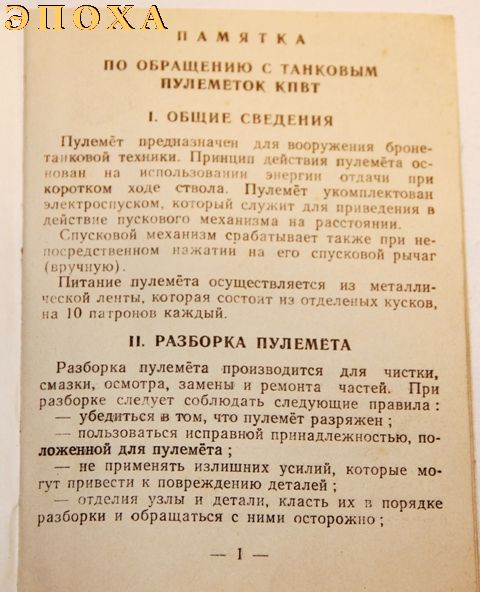 ЭПОХА
ПАМЯТКА
ПО ОБРАЩЕНИЮ С ТАНКОВЫМ
ПУЛЕМЕТОК КПВТ
I. ОБЩИЕ СВЕДЕНИЯ
Пулемёт предназначен для вооружения броне-
танковой техники. Принцип действия пулемёта ос-
нован на использовании энергии отдачи при
коротком ходе ствола. Пулемёт укомплектован
электроспуском, который служит для приведения в
действие пускового механизма на расстоянии.
Спусковой механизм срабатывает также при не-
посредственном нажатии на его спусковой рычаг
(вручную).
Питание пулемёта осуществляется из металли-
ческой ленты, которая состоит из отделеных кусков,
на 10 патронов каждый.
II. РАЗБОРКА ПУЛЕМЕТА
Разборка пулемёта производится для чистки,
смазки, осмотра, замены и ремонта частей. При
разборке следует соблюдать следующие правила :
— убедиться в том, что пулемёт разряжен ;
— пользоваться исправной принадлежностью, по-
ложенной для пулемёта ;
— не применять излишних усилий, которые мо-
гут привести к повреждению деталей ;
— отделия узлы и детали, класть их в порядке
разборки и обращаться с ними осторожно ;
— I —